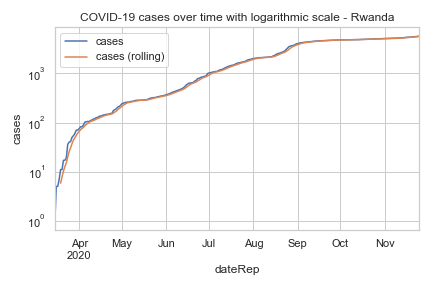 COVID-19 cases over time with logarithmic scale - Rwanda
cases
cases (rolling)
10³
10²
10¹
10⁰
cases
Apr
2020
May
Jun
Jul
Aug
Sep
Oct
Nov
dateRep